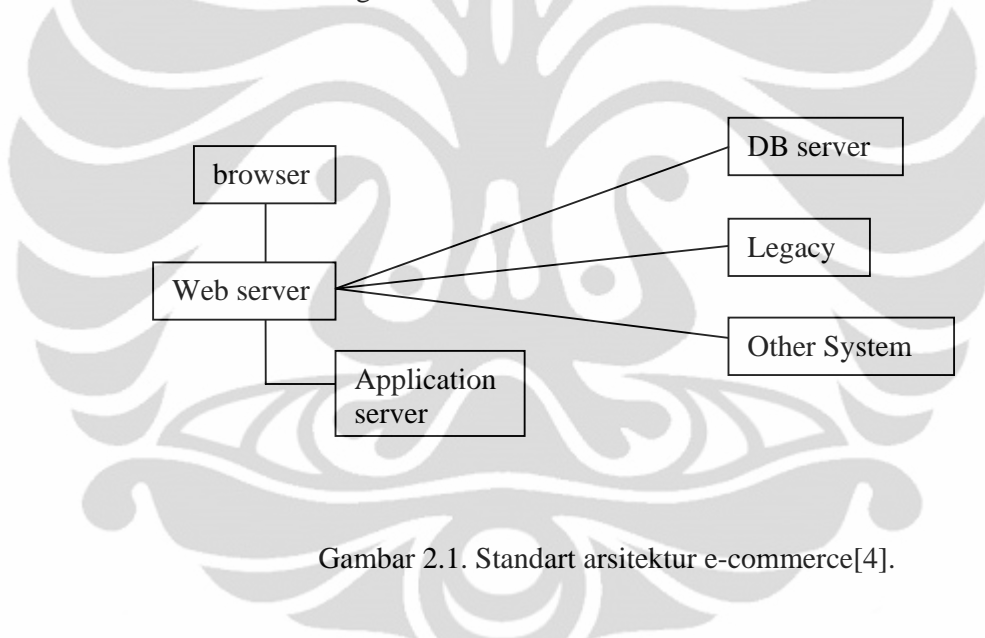 browser
Web server
Application
server
DB server
Legacy
Other System
Gambar 2.1. Standart arsitektur e-commerce[4].